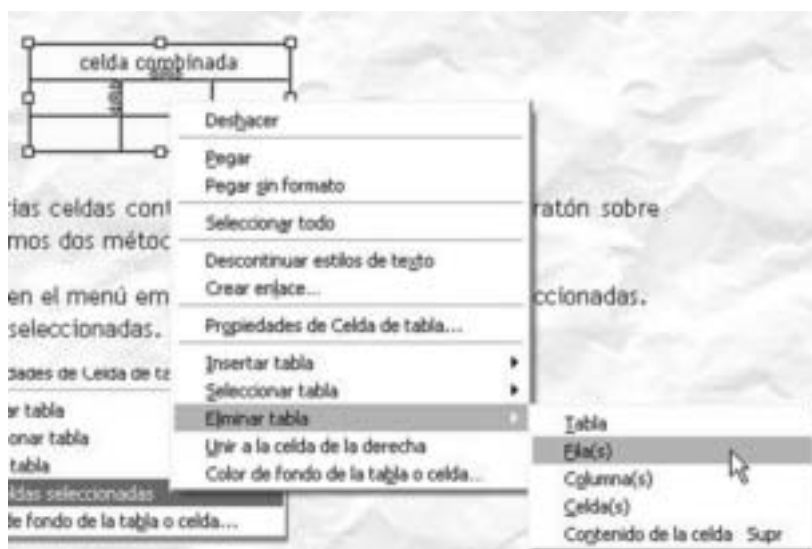 celda combinada
Deshacer
Pegar
Pegar sin formato
ias celdas cont
ratón sobre
Seleccionar todo
mos dos métoc
Descontinuar estilos de texto
Crear enlace...
en el menú em
ccionadas.
Propiedades de Celda de tabla...
seleccionadas.
Insertar tabla
dades de Celda de ta
Seleccionar tabla
ar tabla
Eliminar tabla
Tabla
onar tabla
Unir a la celda de la derecha
Fila(s)
tabla
Color de fondo de la tabla o celda...
Columna(s)
ldas seleccionadas
Celda(s)
de fondo de la tabla o celda...
Contenido de la celda Supr